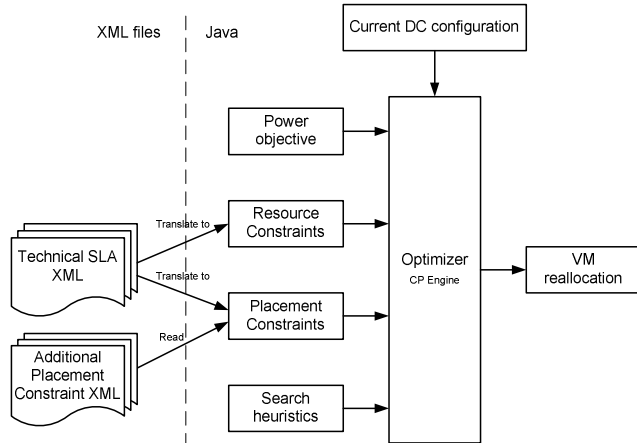 Current DC configuration
XML files
Java
Power
objective
Translate to
Resource
Constraints
Technical SLA
XML
Translate to
Optimizer
CP Engine
VM
reallocation
Placement
Constraints
Read
Additional
Placement
Constraint XML
Search
heuristics